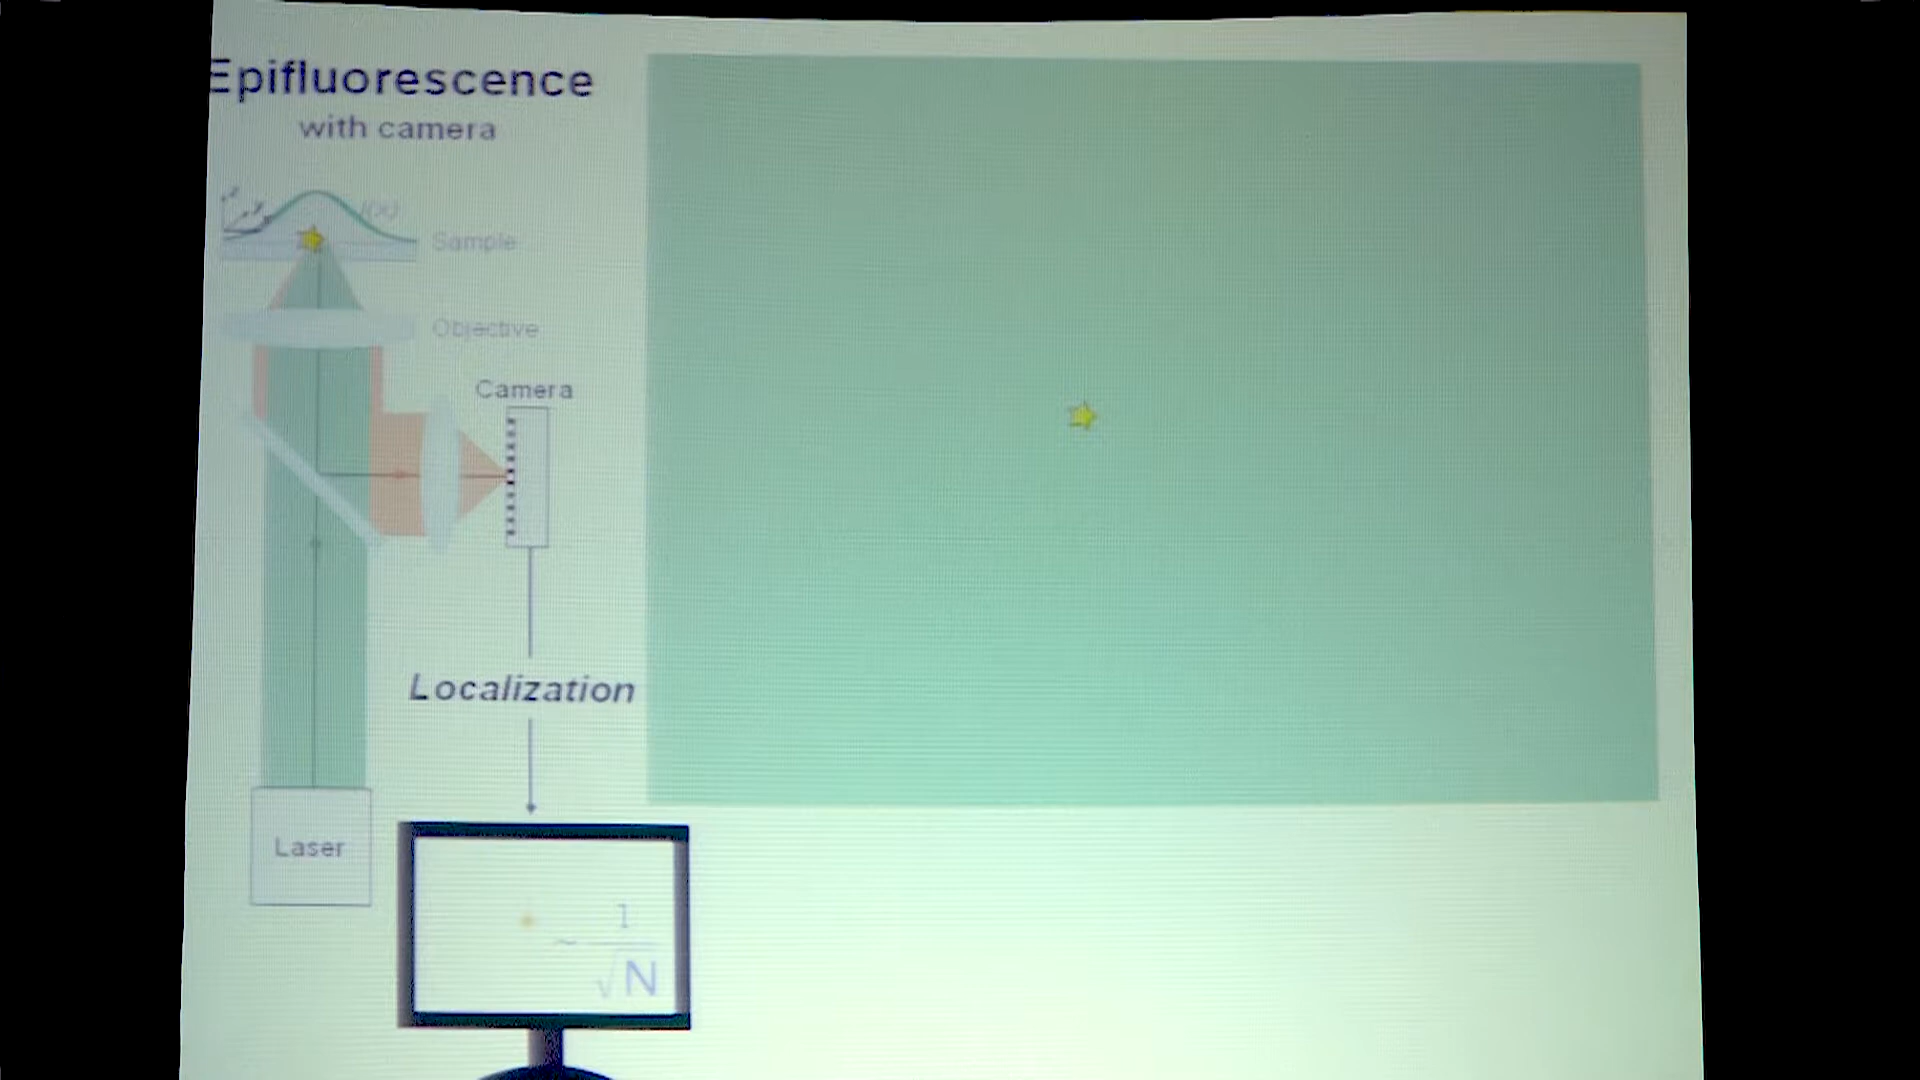 Epifluorescence
with camera
z
y
I(x)
Sample
Objective
Camera
Localization
Laser
~ 1
√N